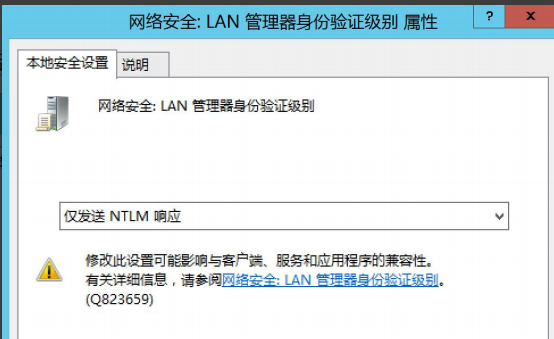 网络安全: LAN 管理器身份验证级别 属性
? x
本地安全设置 说明
网络安全: LAN 管理器身份验证级别
仅发送 NTLM 响应
修改此设置可能影响与客户端、服务和应用程序的兼容性。
有关详细信息，请参阅网络安全: LAN 管理器身份验证级别。
(Q823659)